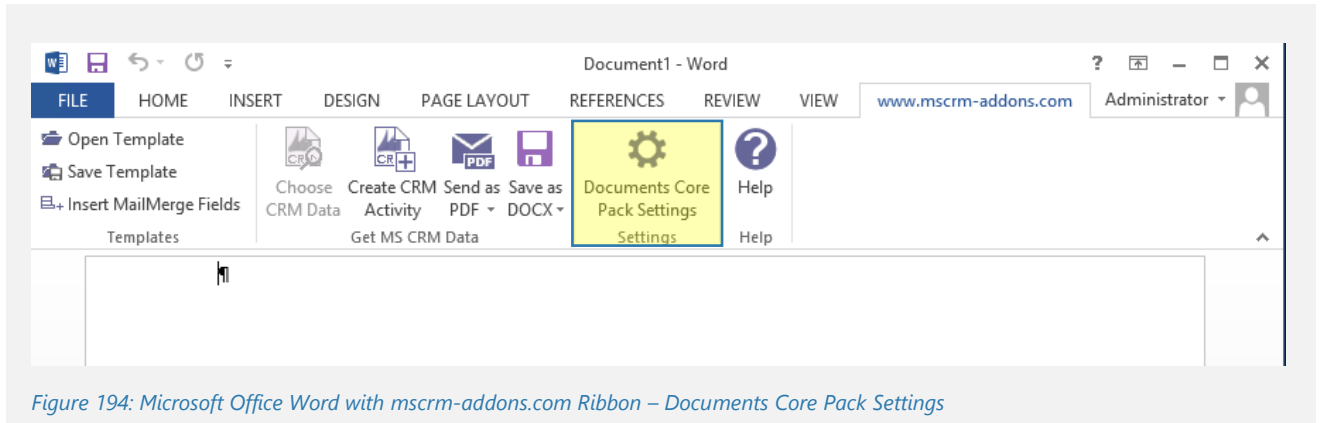 Document1 - Word
?
FILE HOME INSERT DESIGN PAGE LAYOUT REFERENCES REVIEW VIEW www.mscrm-addons.com Administrator
Open Template
Save Template
Insert MailMerge Fields
Templates
Choose
CRM Data
Create CRM
Activity
PDF
Send as
PDF
Save as
DOCX
Get MS CRM Data
Documents Core
Pack Settings
Settings
?
Help
Help
¶
Figure 194: Microsoft Office Word with mscrm-addons.com Ribbon – Documents Core Pack Settings